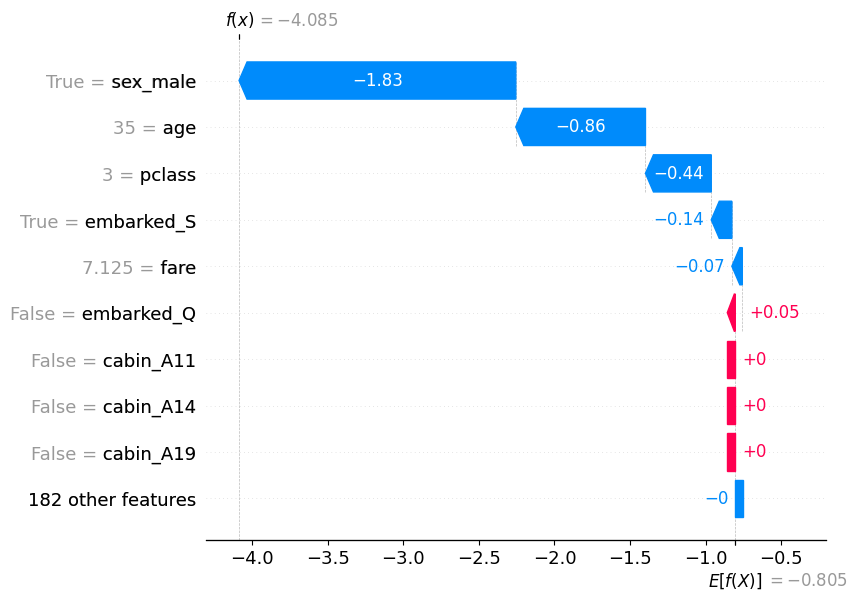 f(x) = −4.085
True = sex_male
−1.83
35 = age
−0.86
3 = pclass
−0.44
True = embarked_S
−0.14
7.125 = fare
−0.07
False = embarked_Q
+0.05
False = cabin_A11
+0
False = cabin_A14
+0
False = cabin_A19
+0
182 other features
−0
−4.0 −3.5 −3.0 −2.5 −2.0 −1.5 −1.0 −0.5
E[f(X)] = −0.805